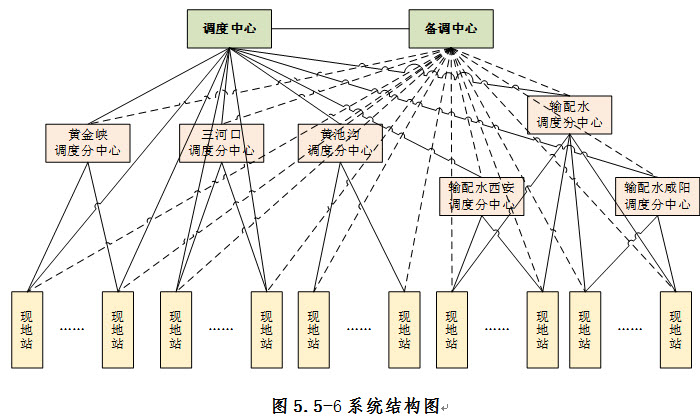 调度中心
备调中心
黄金峡
调度分中心
三河口
调度分中心
黄池沟
调度分中心
输配水
调度分中心
输配水西安
调度分中心
输配水咸阳
调度分中心
现地站
……
现地站
现地站
……
现地站
现地站
……
现地站
现地站
……
现地站
现地站
……
现地站
图 5.5-6 系统结构图